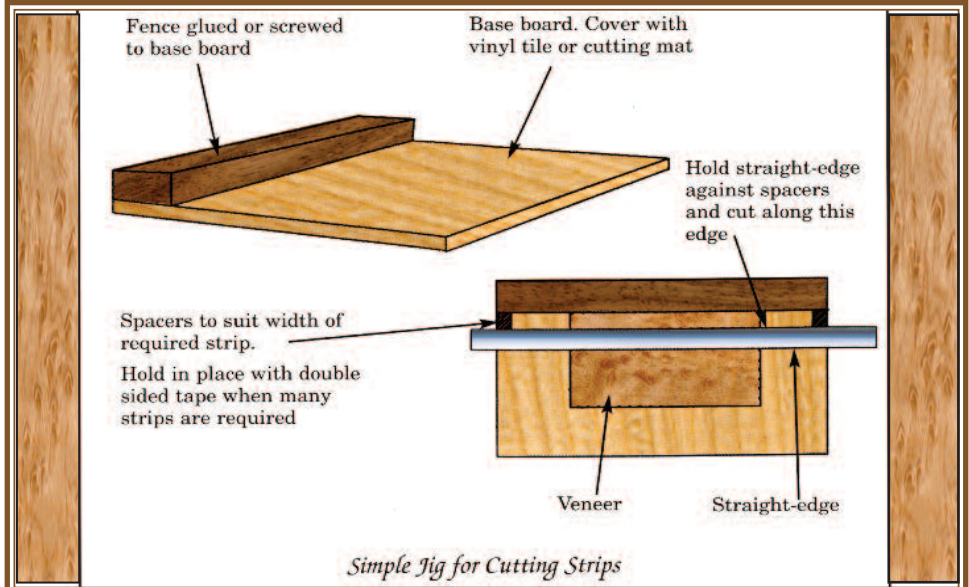 Fence glued or screwed
to base board
Base board. Cover with
vinyl tile or cutting mat
Hold straight-edge
against spacers
and cut along this
edge
Spacers to suit width of
required strip.
Hold in place with double
sided tape when many
strips are required
Veneer
Straight-edge
Simple Jig for Cutting Strips